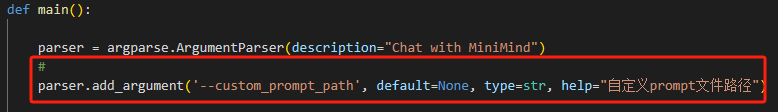 def main():
parser = argparse.ArgumentParser(description="Chat with MiniMind")
#
parser.add_argument('--custom_prompt_path', default=None, type=str, help="自定义prompt文件路径")